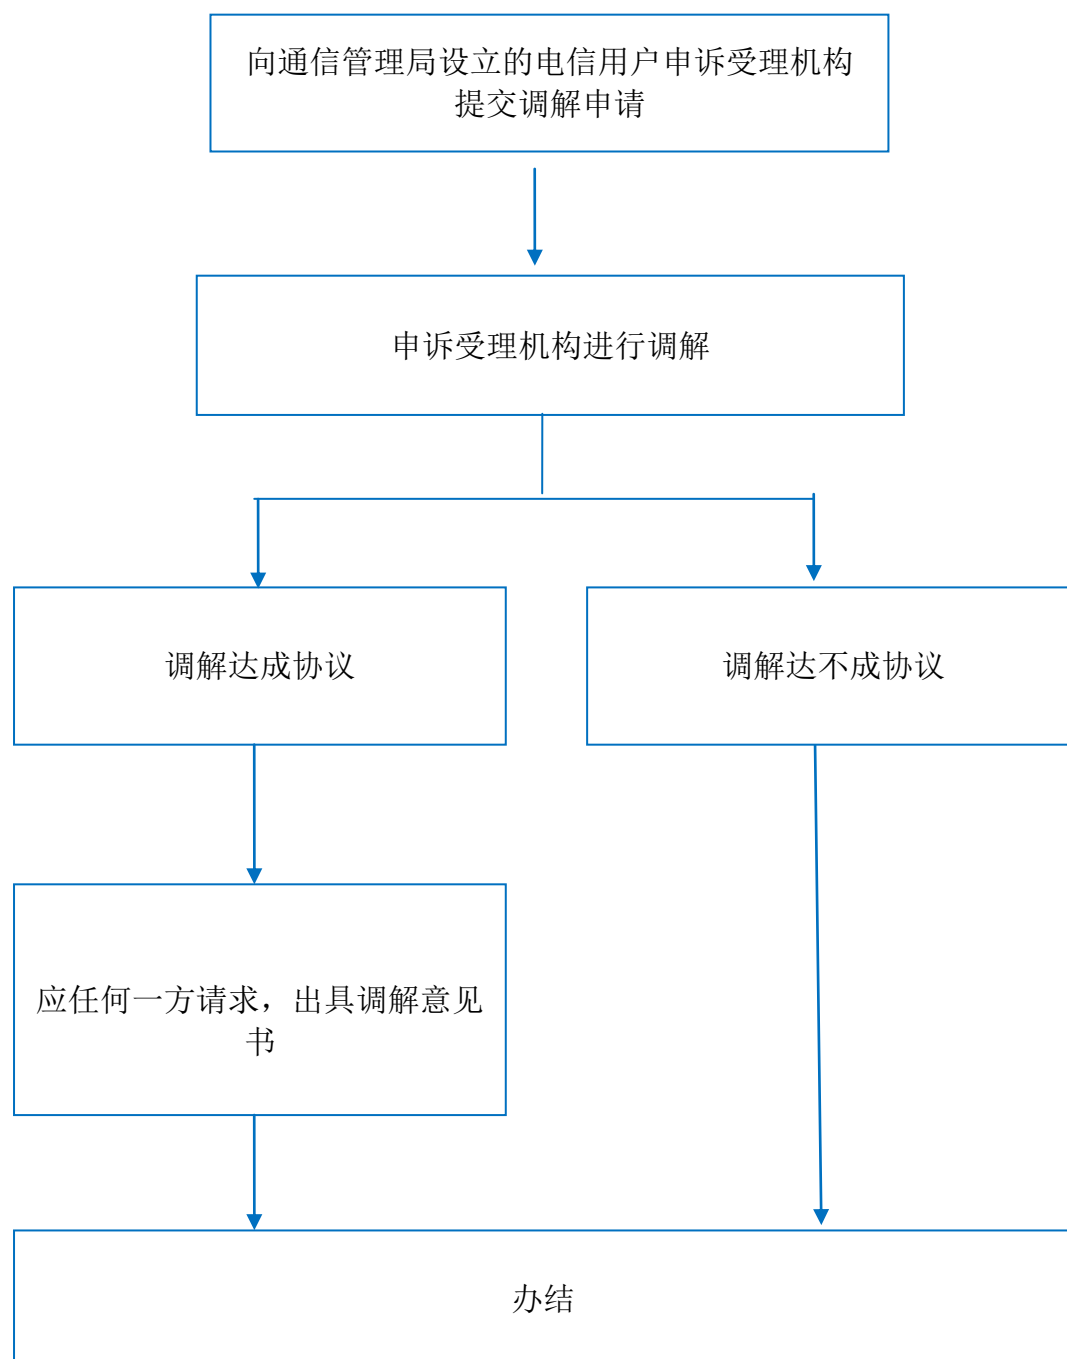 向通信管理局设立的电信用户申诉受理机构
提交调解申请
申诉受理机构进行调解
调解达成协议
调解达不成协议
应任何一方请求，出具调解意见
书
办结